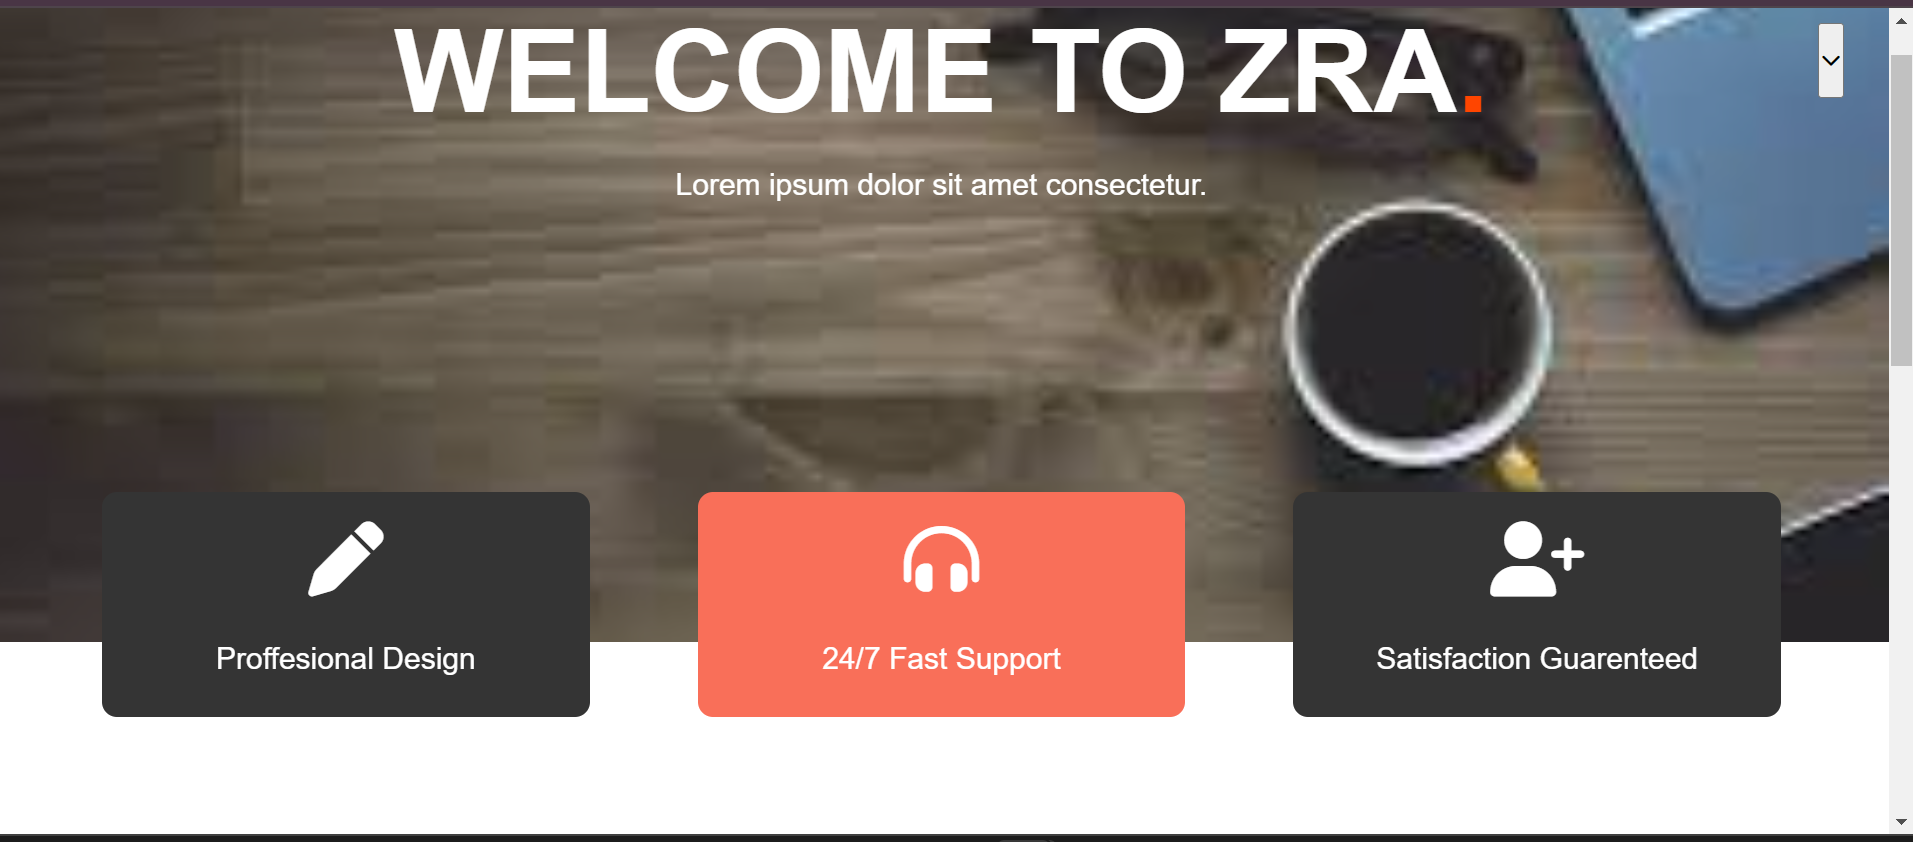 WELCOME TO ZRA.
Lorem ipsum dolor sit amet consectetur.
Proffesional Design
24/7 Fast Support
Satisfaction Guarenteed